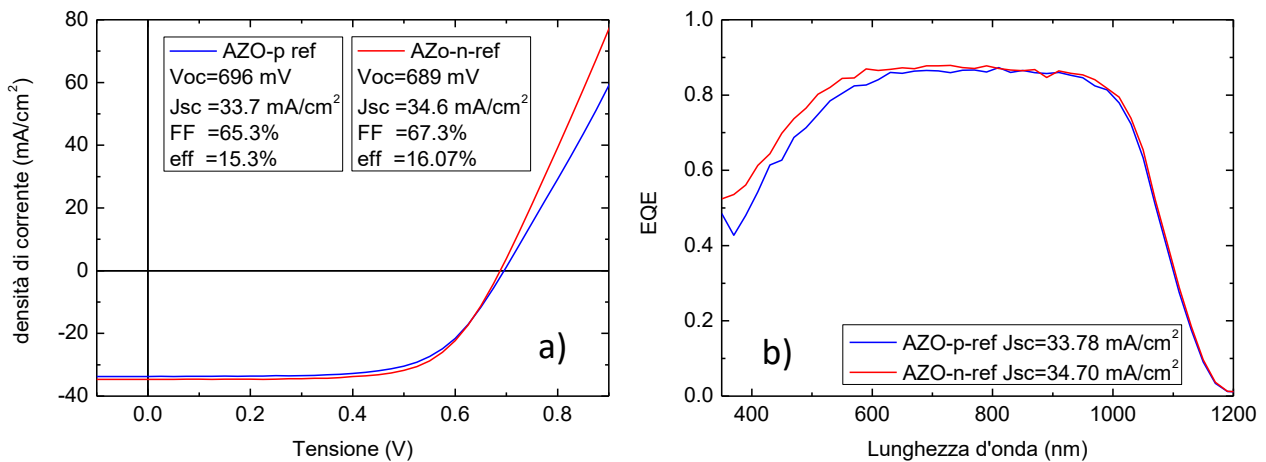 AZO-p ref
Voc=696 mV
Jsc=33.7 mA/cm²
FF =65.3%
eff =15.3%
AZo-n-ref
Voc=689 mV
Jsc=34.6 mA/cm²
FF =67.3%
eff =16.07%
80
60
40
20
0
-20
-40
densità di corrente (mA/cm²)
0.0
0.2
0.4
0.6
0.8
Tensione (V)
a)
1.0
0.8
0.6
0.4
0.2
0.0
EQE
b)
AZO-p-ref Jsc=33.78 mA/cm²
AZO-n-ref Jsc=34.70 mA/cm²
400
600
800
1000
1200
Lunghezza d'onda (nm)